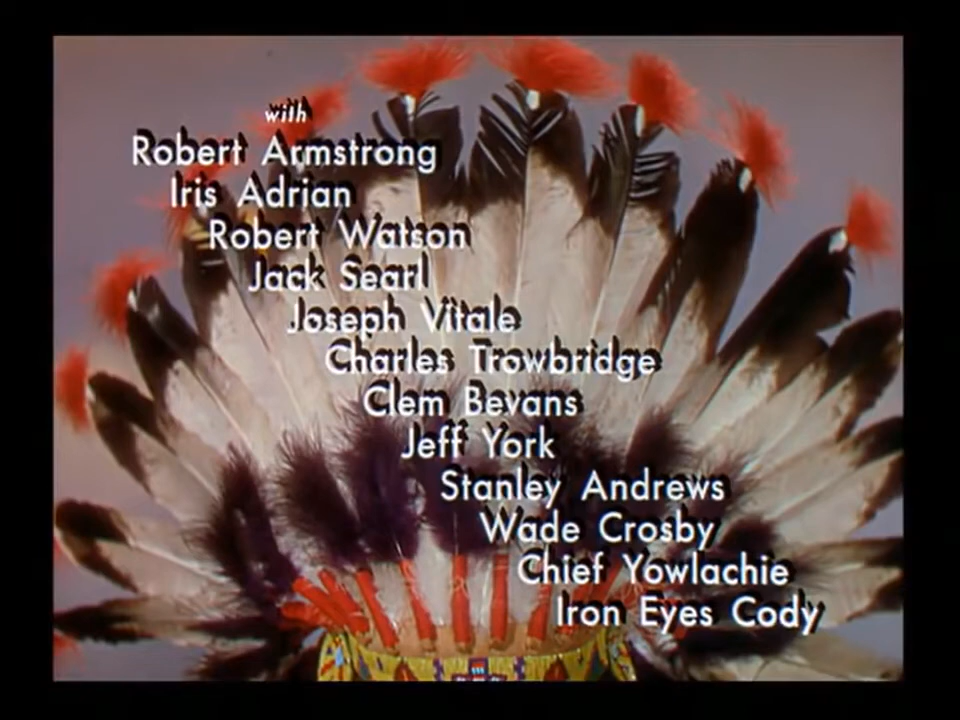 with
Robert Armstrong
Iris Adrian
Robert Watson
Jack Searl
Joseph Vitale
Charles Trowbridge
Clem Bevans
Jeff York
Stanley Andrews
Wade Crosby
Chief Yowlachie
Iron Eyes Cody